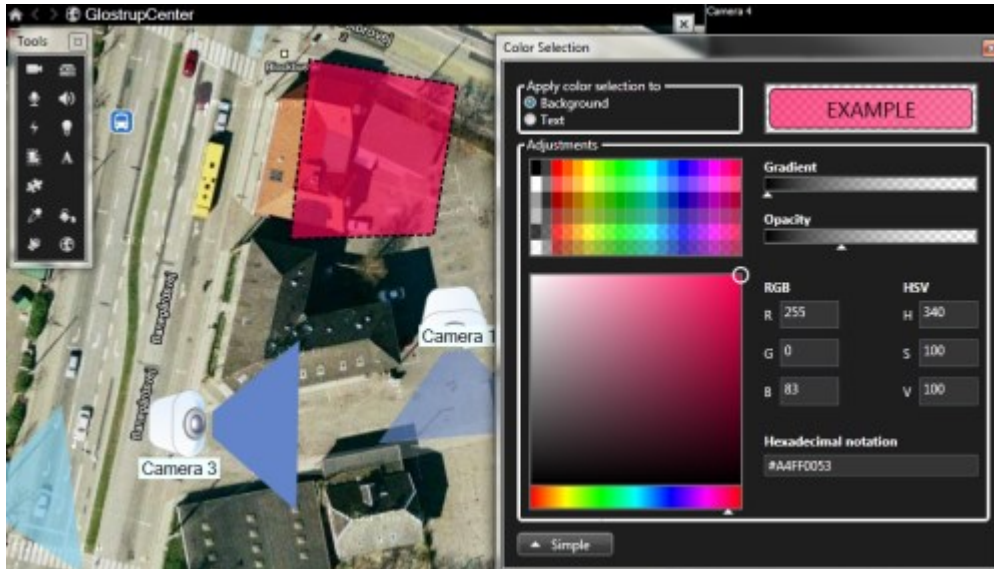 GlostrupCenter
Camera 4
Tools
Color Selection
Apply color selection to
Background
Text
EXAMPLE
Adjustments
Gradient
Opacity
RGB
HSV
R 255
H 340
G 0
S 100
B 83
V 100
Hexadecimal notation
#A4FF0053
Simple
A
2
Camera 1
Camera 3